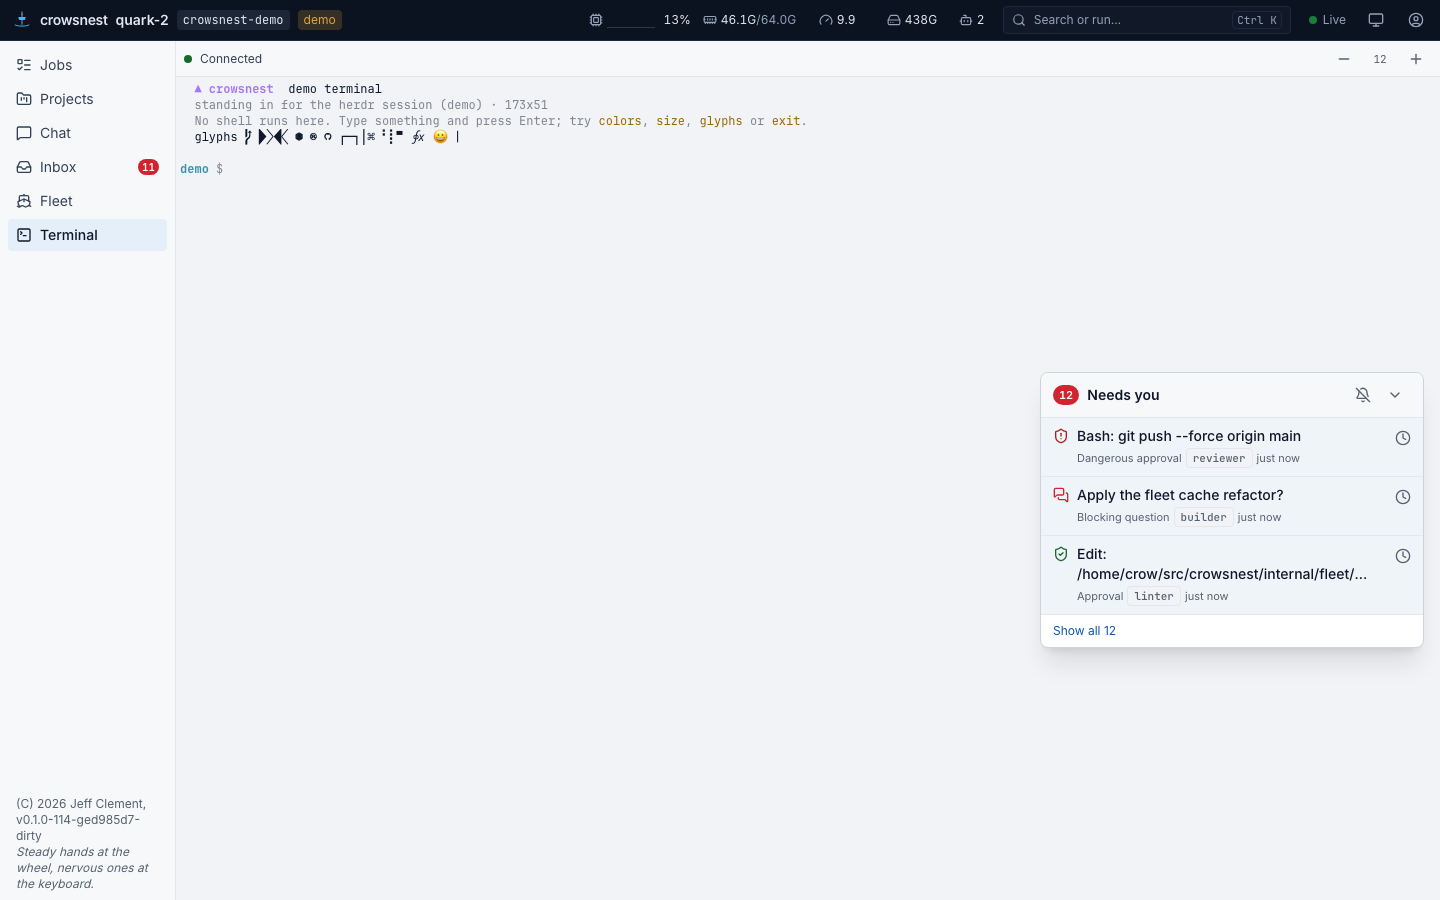 crowsnest quark-2 crowsnest-demo demo 13% 46.1G/64.0G 9.9 438G 2 Search or run... Ctrl K Live
Jobs
Projects
Chat
Inbox 11
Fleet
Terminal
(C) 2026 Jeff Clement,
v0.1.0-114-ged985d7-
dirty
Steady hands at the
wheel, nervous ones at
the keyboard.
Connected 12
▲ crowsnest demo terminal
standing in for the herdr session (demo) · 173x51
No shell runs here. Type something and press Enter; try colors, size, glyphs or exit.
glyphs
demo $
12 Needs you
Bash: git push --force origin main
Dangerous approval reviewer just now
Apply the fleet cache refactor?
Blocking question builder just now
Edit:
/home/crow/src/crowsnest/internal/fleet/...
Approval linter just now
Show all 12